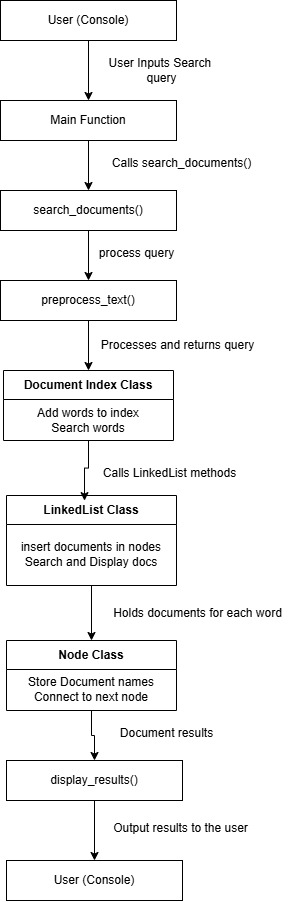 User (Console)
User Inputs Search
query
Main Function
Calls search_documents()
search_documents()
process query
preprocess_text()
Processes and returns query
Document Index Class
Add words to index
Search words
Calls LinkedList methods
LinkedList Class
insert documents in nodes
Search and Display docs
Holds documents for each word
Node Class
Store Document names
Connect to next node
Document results
display_results()
Output results to the user
User (Console)